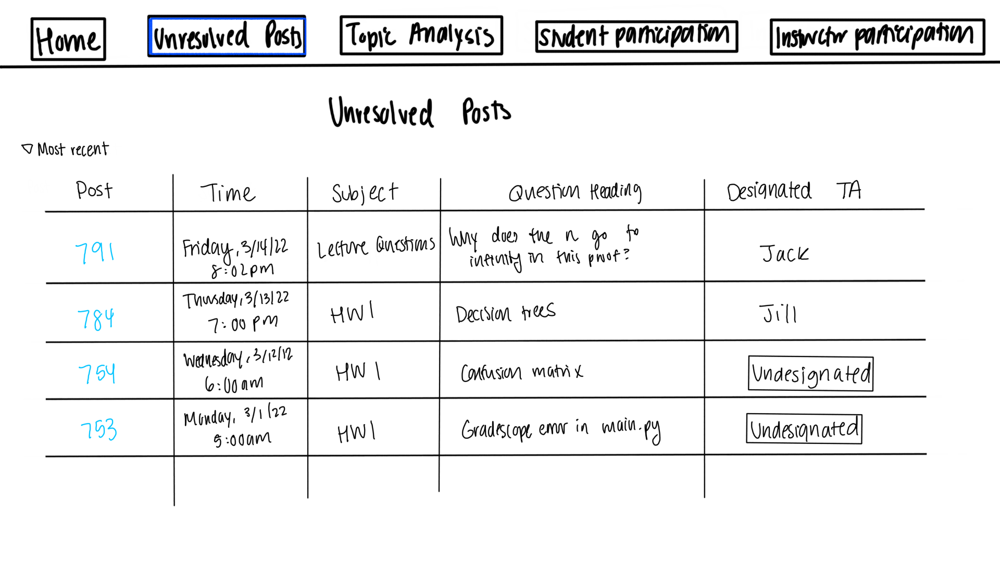 Home
Unresolved Posts
Topic Analysis
Student participation
Instructor participation
Unresolved Posts
▽ Most recent
Post
Time
Subject
Question Heading
Designated TA
791
Friday, 3/14/22
8:02pm
Lecture Questions
Why does the n go to
infinity in this proof?
Jack
784
Thursday, 3/13/22
7:00 pm
HW1
Decision trees
Jill
754
Wednesday, 3/12/12
6:00am
HW 1
Confusion matrix
Undesignated
753
Monday, 3/1/22
5:00am
HW1
Gradescope error in main.py
Undesignated